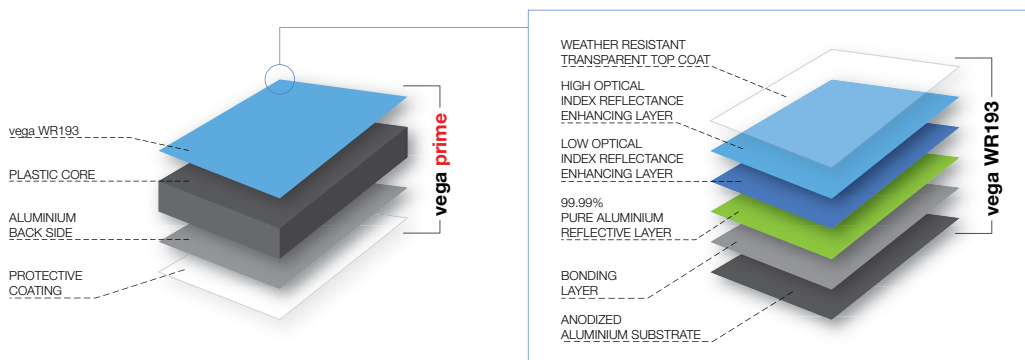 vega WR193
PLASTIC CORE
ALUMINIUM
BACK SIDE
PROTECTIVE
COATING
vega prime
WEATHER RESISTANT
TRANSPARENT TOP COAT
HIGH OPTICAL
INDEX REFLECTANCE
ENHANCING LAYER
LOW OPTICAL
INDEX REFLECTANCE
ENHANCING LAYER
99.99%
PURE ALUMINIUM
REFLECTIVE LAYER
BONDING
LAYER
ANODIZED
ALUMINIUM SUBSTRATE
vega WR193